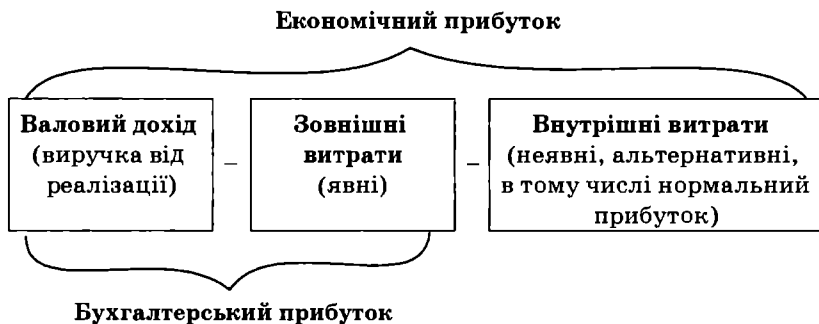 Економічний прибуток
Валовий дохід
(виручка від
реалізації)
–
Зовнішні
витрати
(явні)
–
Внутрішні витрати
(неявні, альтернативні,
в тому числі нормальний
прибуток)
Бухгалтерський прибуток